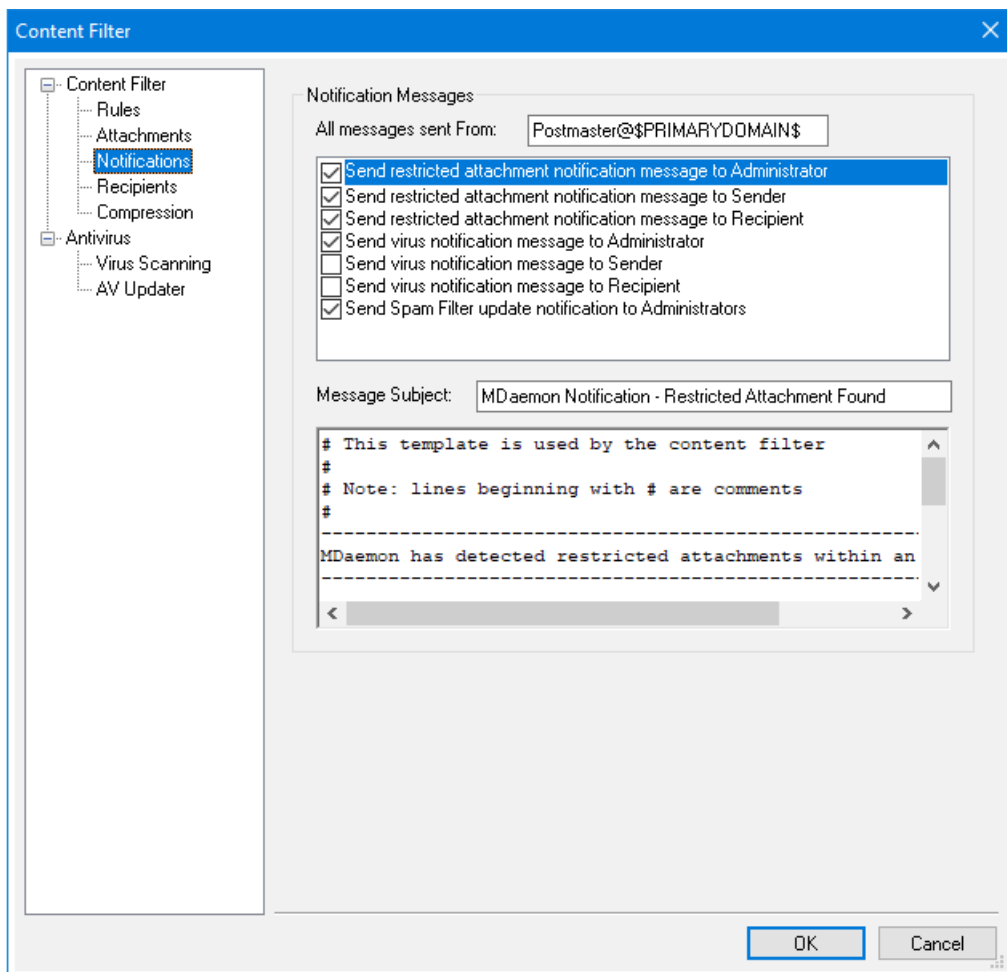 Content Filter
Content Filter
Rules
Attachments
Notifications
Recipients
Compression
Antivirus
Virus Scanning
AV Updater
Notification Messages
All messages sent From: Postmaster@$PRIMARYDOMAIN$
Send restricted attachment notification message to Administrator
Send restricted attachment notification message to Sender
Send restricted attachment notification message to Recipient
Send virus notification message to Administrator
Send virus notification message to Sender
Send virus notification message to Recipient
Send Spam Filter update notification to Administrators
Message Subject: MDaemon Notification - Restricted Attachment Found
# This template is used by the content filter
#
# Note: lines beginning with # are comments
#
------------------------------------------------------
MDaemon has detected restricted attachments within an
------------------------------------------------------
OK Cancel